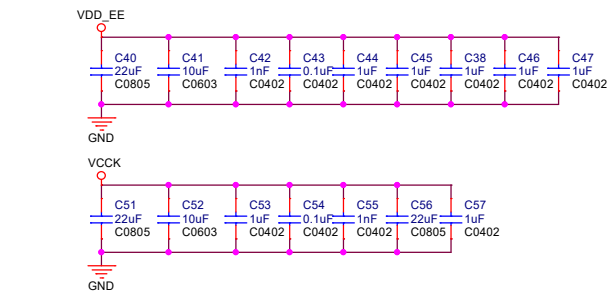 VDD_EE
C40 C41 C42 C43 C44 C45 C38 C46 C47
22uF 10uF 1nF 0.1uF 1uF 1uF 1uF 1uF 1uF
C0805 C0603 C0402 C0402 C0402 C0402 C0402 C0402 C0402
GND
VCCK
C51 C52 C53 C54 C55 C56 C57
22uF 10uF 1uF 0.1uF 1nF 22uF 1uF
C0805 C0603 C0402 C0402 C0402 C0805 C0402
GND